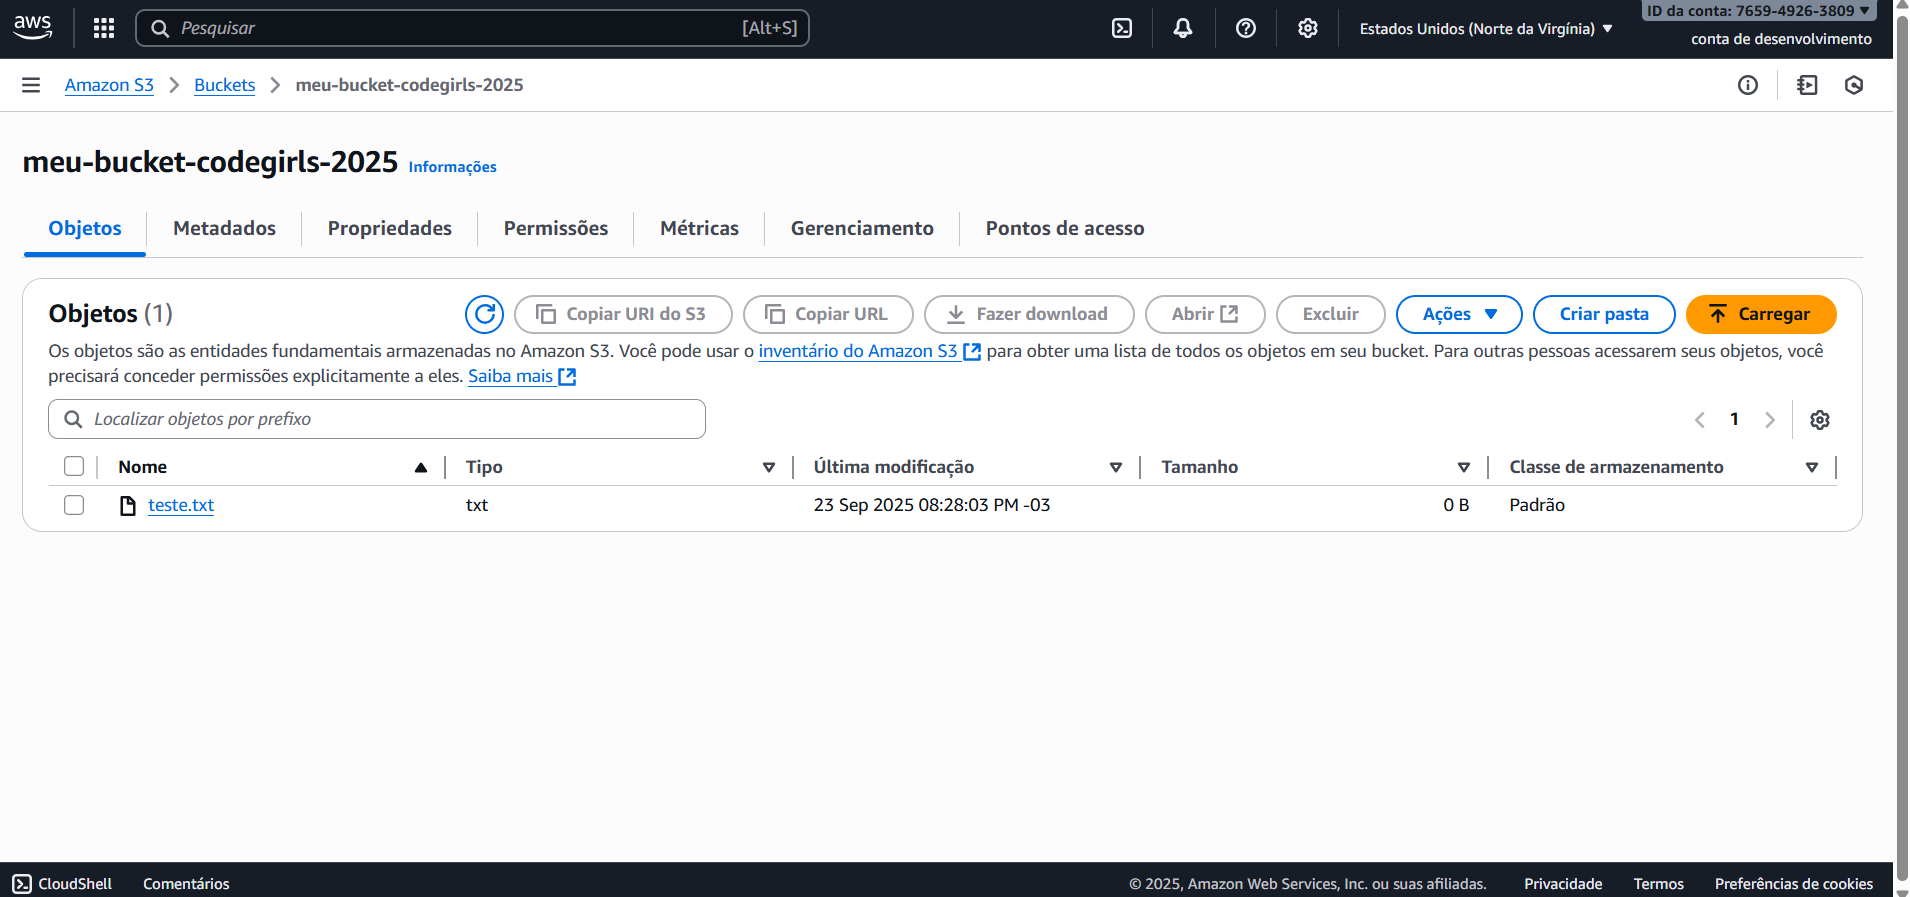 aws
Pesquisar [Alt+S]
Estados Unidos (Norte da Virgínia)
ID da conta: 7659-4926-3809
conta de desenvolvimento
Amazon S3 > Buckets > meu-bucket-codegirls-2025
meu-bucket-codegirls-2025 Informações
Objetos Metadados Propriedades Permissões Métricas Gerenciamento Pontos de acesso
Objetos (1) Copiar URI do S3 Copiar URL Fazer download Abrir Excluir Ações Criar pasta Carregar
Os objetos são as entidades fundamentais armazenadas no Amazon S3. Você pode usar o inventário do Amazon S3 para obter uma lista de todos os objetos em seu bucket. Para outras pessoas acessarem seus objetos, você
precisará conceder permissões explicitamente a eles. Saiba mais
Localizar objetos por prefixo
1
Nome Tipo Última modificação Tamanho Classe de armazenamento
teste.txt txt 23 Sep 2025 08:28:03 PM -03 0 B Padrão
CloudShell Comentários © 2025, Amazon Web Services, Inc. ou suas afiliadas. Privacidade Termos Preferências de cookies